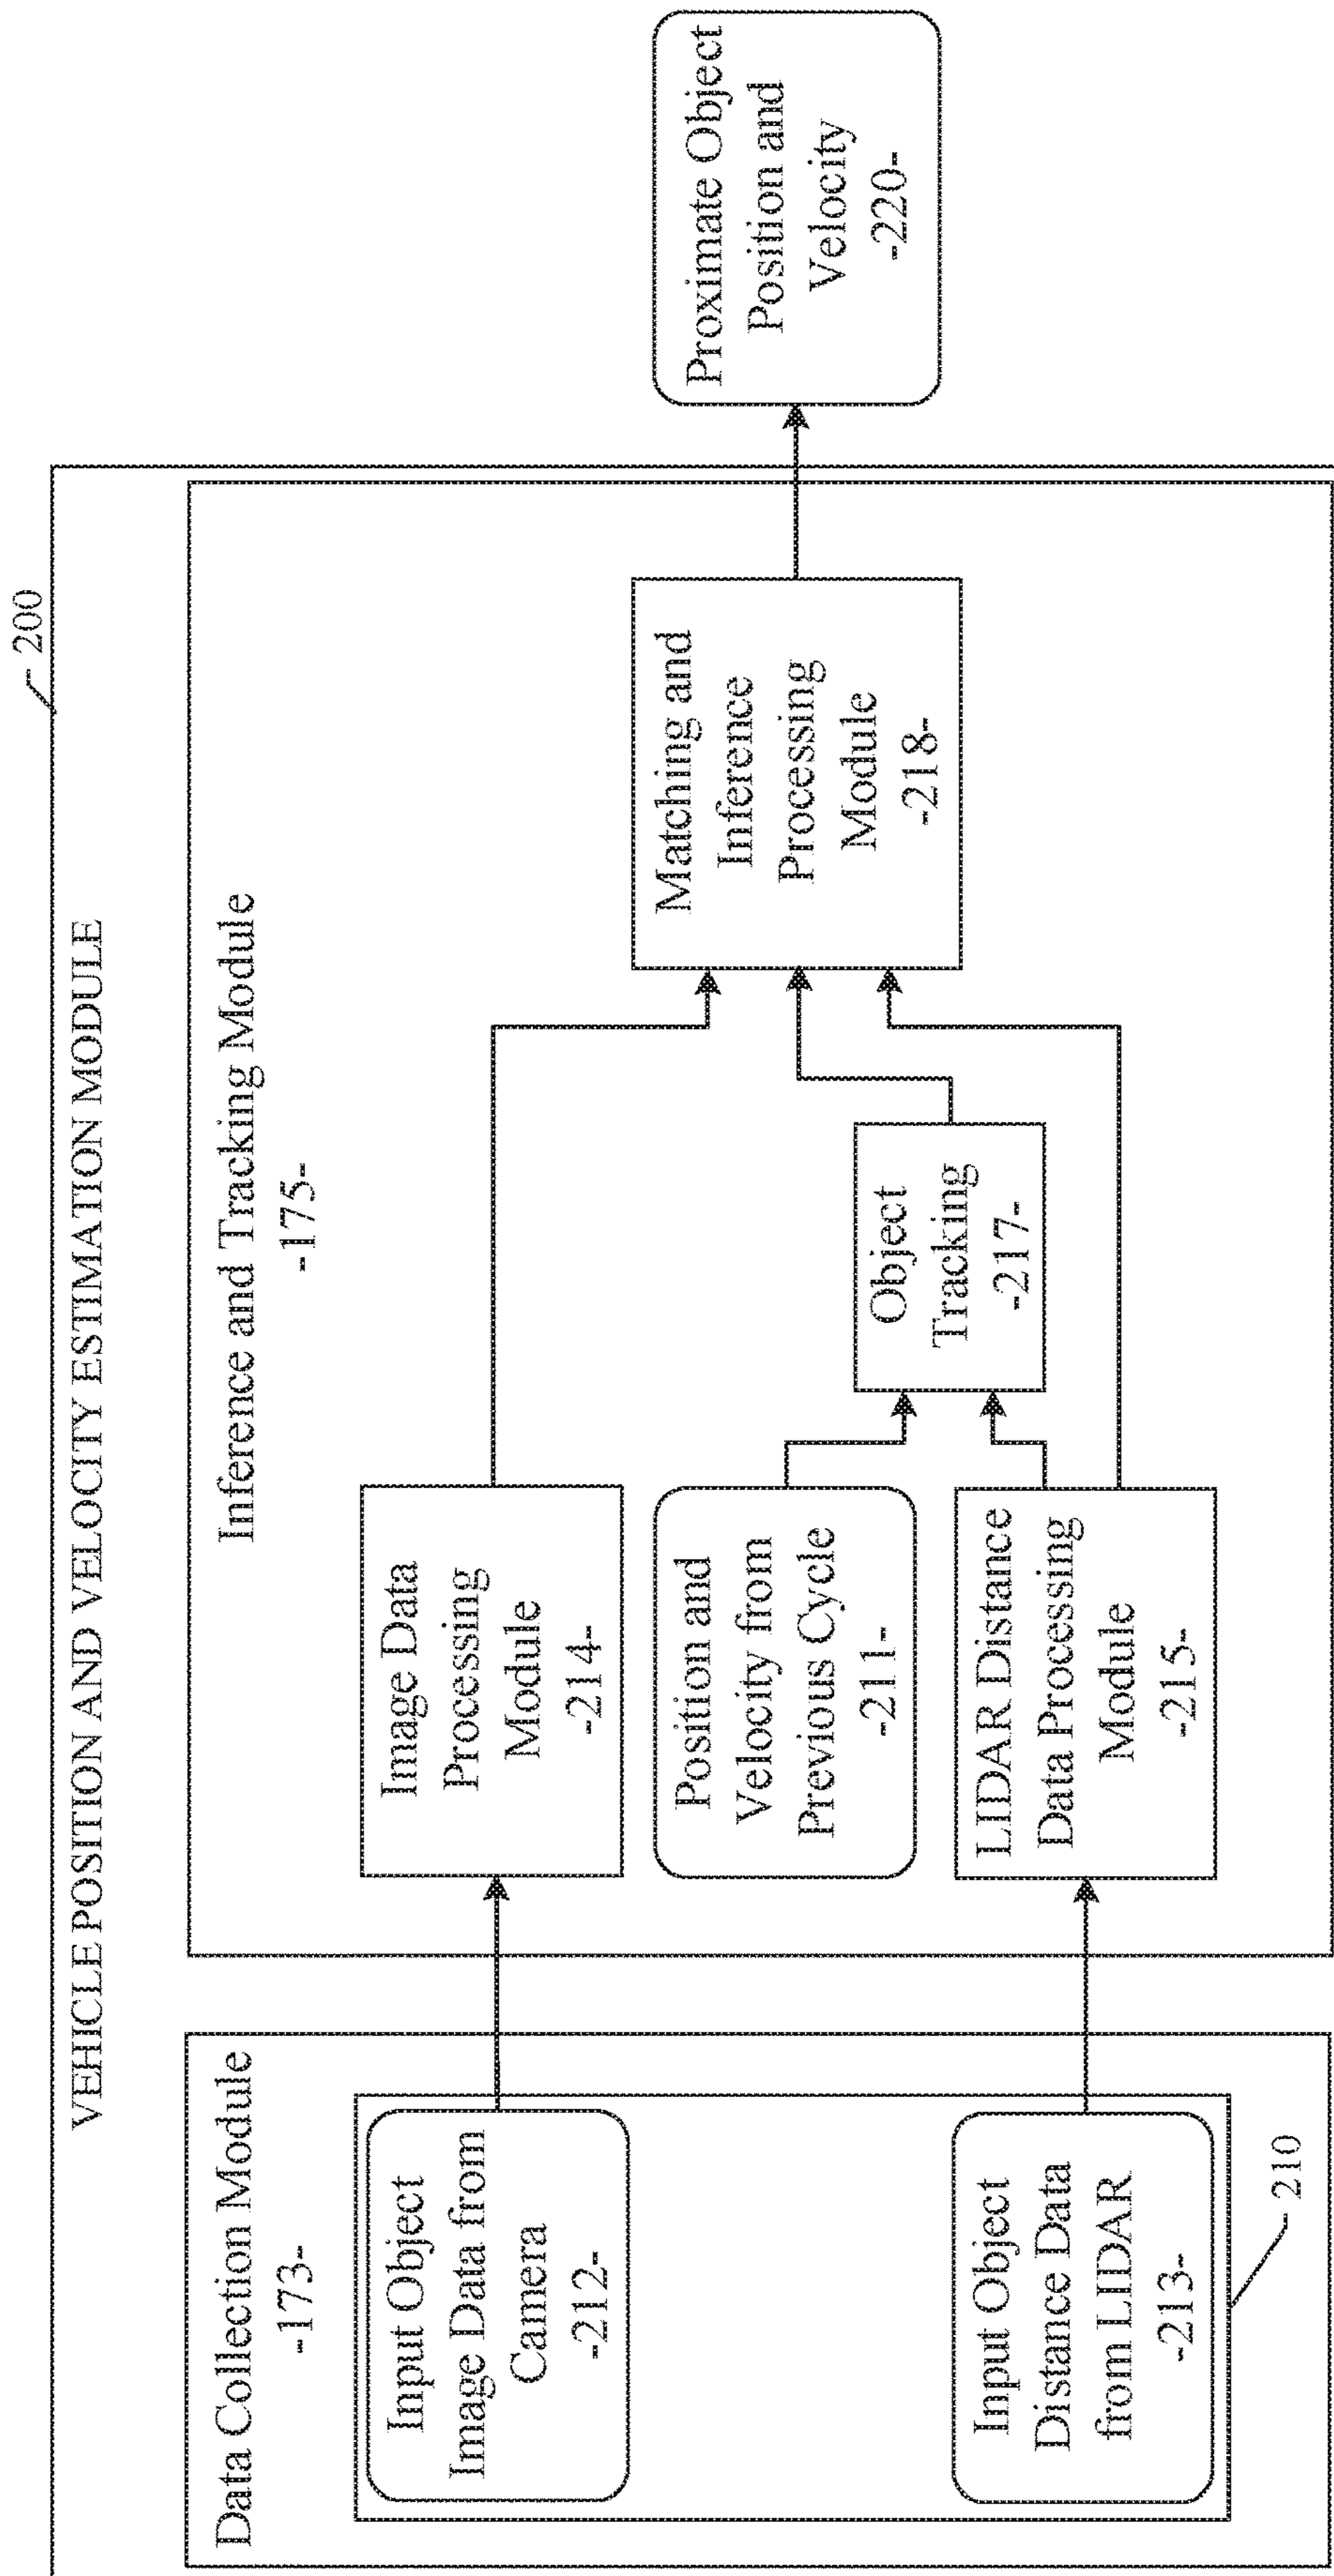 200
VEHICLE POSITION AND VELOCITY ESTIMATION MODULE
Data Collection Module
-173-
Input Object
Image Data from
Camera
-212-
Input Object
Distance Data
from LIDAR
-213-
210
Inference and Tracking Module
-175-
Image Data
Processing
Module
-214-
Position and
Velocity from
Previous Cycle
-211-
LIDAR Distance
Data Processing
Module
-215-
Object
Tracking
-217-
Matching and
Inference
Processing
Module
-218-
Proximate Object
Position and
Velocity
-220-